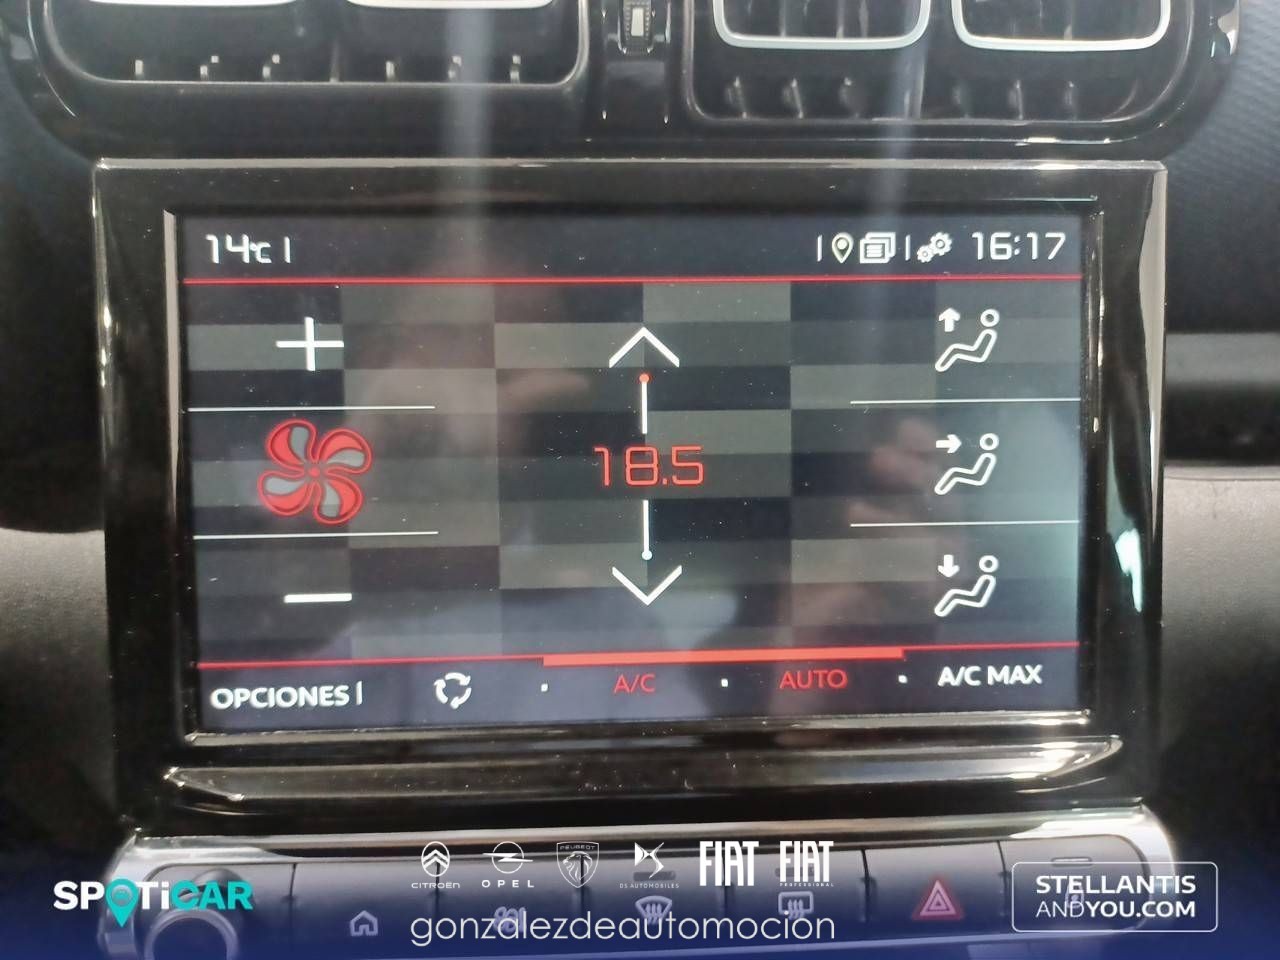 14°C
16:17
18.5
OPCIONES
A/C
AUTO
A/C MAX
CITROËN
OPEL
PEUGEOT
DS AUTOMOBILES
FIAT
FIAT
PROFESSIONAL
SPOTiCAR
STELLANTIS
ANDYOU.COM
gonzalezdeautomocion